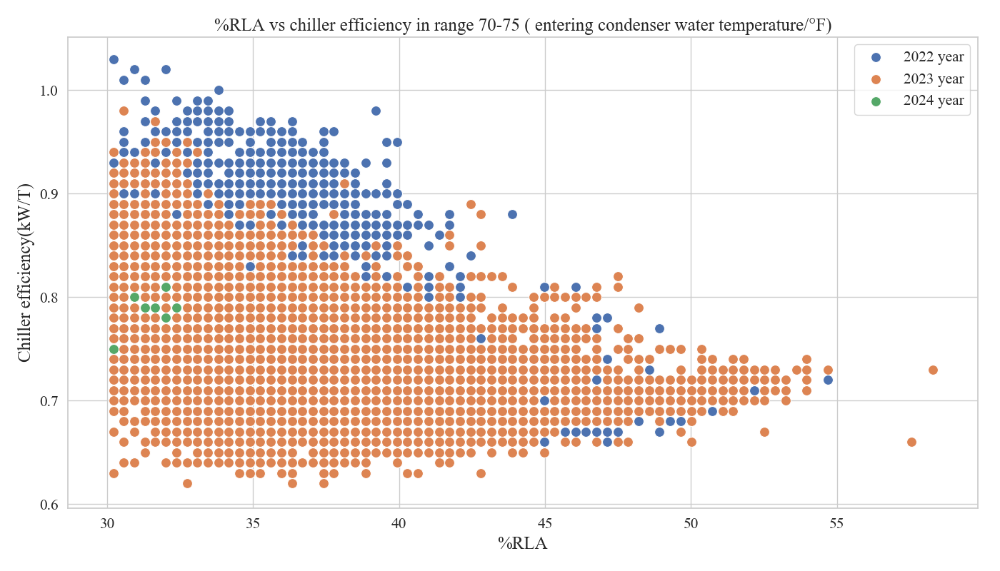 %RLA vs chiller efficiency in range 70-75 ( entering condenser water temperature/°F)
2022 year
2023 year
2024 year
Chiller efficiency(kW/T)
1.0
0.9
0.8
0.7
0.6
30 35 40 45 50 55
%RLA